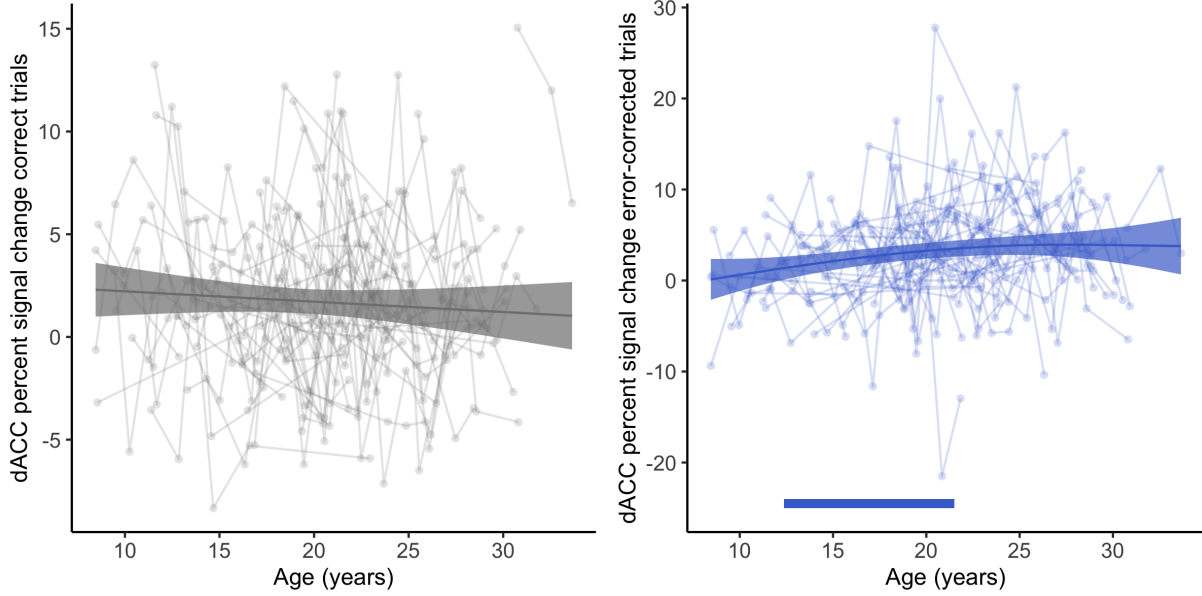 dACC percent signal change correct trials
15
10
5
0
-5
10 15 20 25 30
Age (years)
dACC percent signal change error-corrected trials
30
20
10
0
-10
-20
10 15 20 25 30
Age (years)